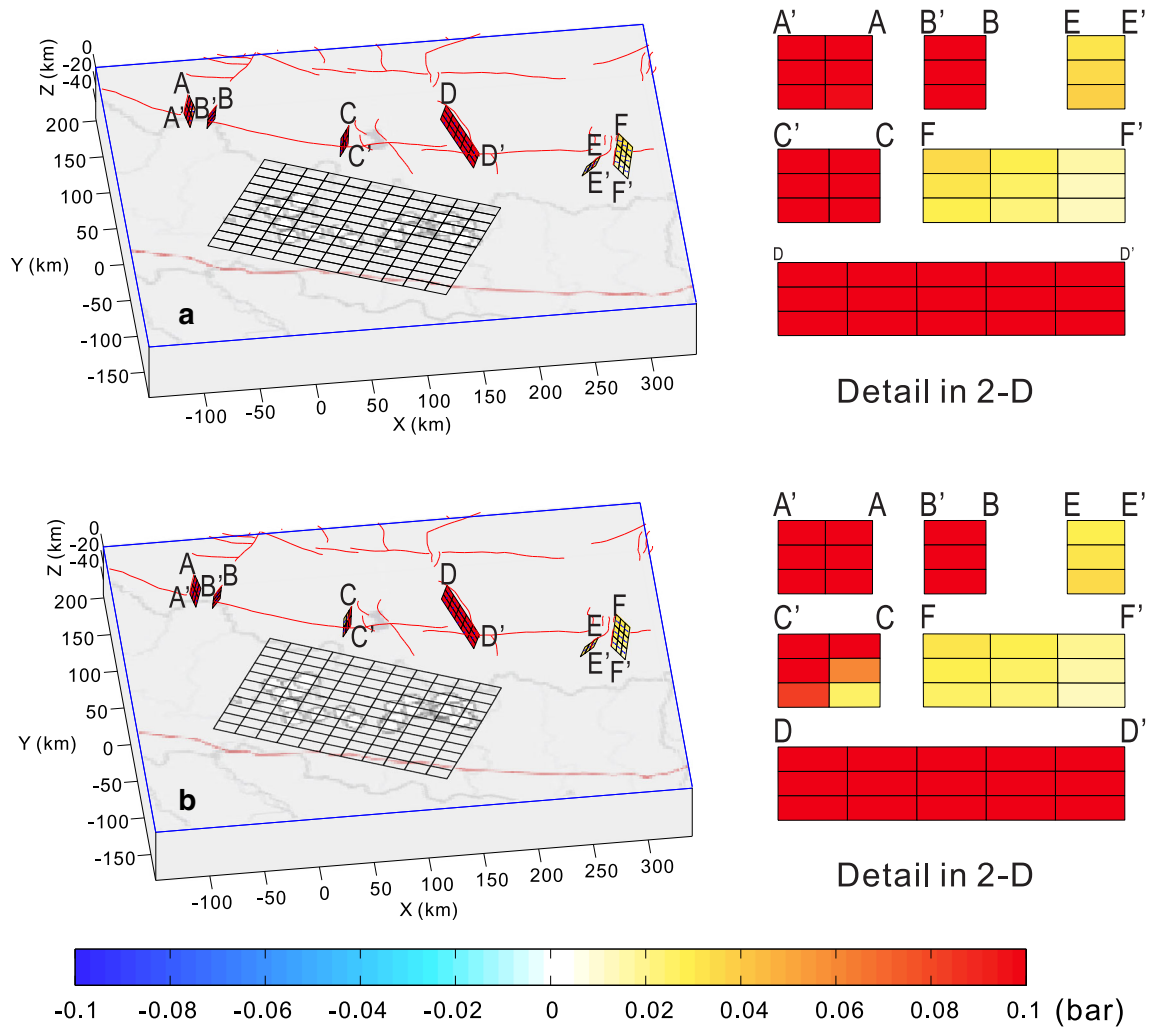 A' A B' B E E'
C' C F F'
D D'
Detail in 2-D
Z (km)
0
-20
-40
200
150
100
50
0
-50
-100
-150
Y (km)
-100 -50 0 50 100 150 200 250 300
X (km)
A
A'
B'
B
C
C'
D
D'
E
E'
F
F'
a
A' A B' B E E'
C' C F F'
D D'
Detail in 2-D
Z (km)
0
-20
-40
200
150
100
50
0
-50
-100
-150
Y (km)
-100 -50 0 50 100 150 200 250 300
X (km)
A
A'
B'
B
C
C'
D
D'
E
E'
F
F'
b
-0.1 -0.08 -0.06 -0.04 -0.02 0 0.02 0.04 0.06 0.08 0.1 (bar)